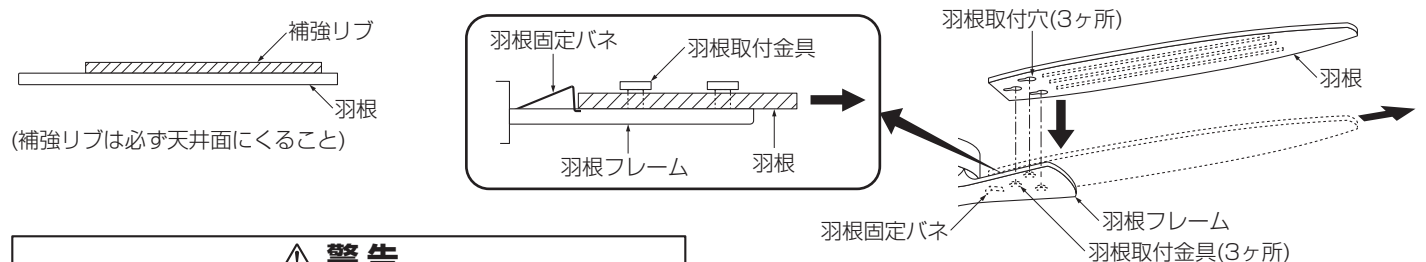 補強リブ
羽根
(補強リブは必ず天井面にくること)
羽根固定バネ
羽根取付金具
羽根フレーム
羽根
羽根取付穴(3ヶ所)
羽根
羽根フレーム
羽根固定バネ
羽根取付金具(3ヶ所)
⚠ 警告